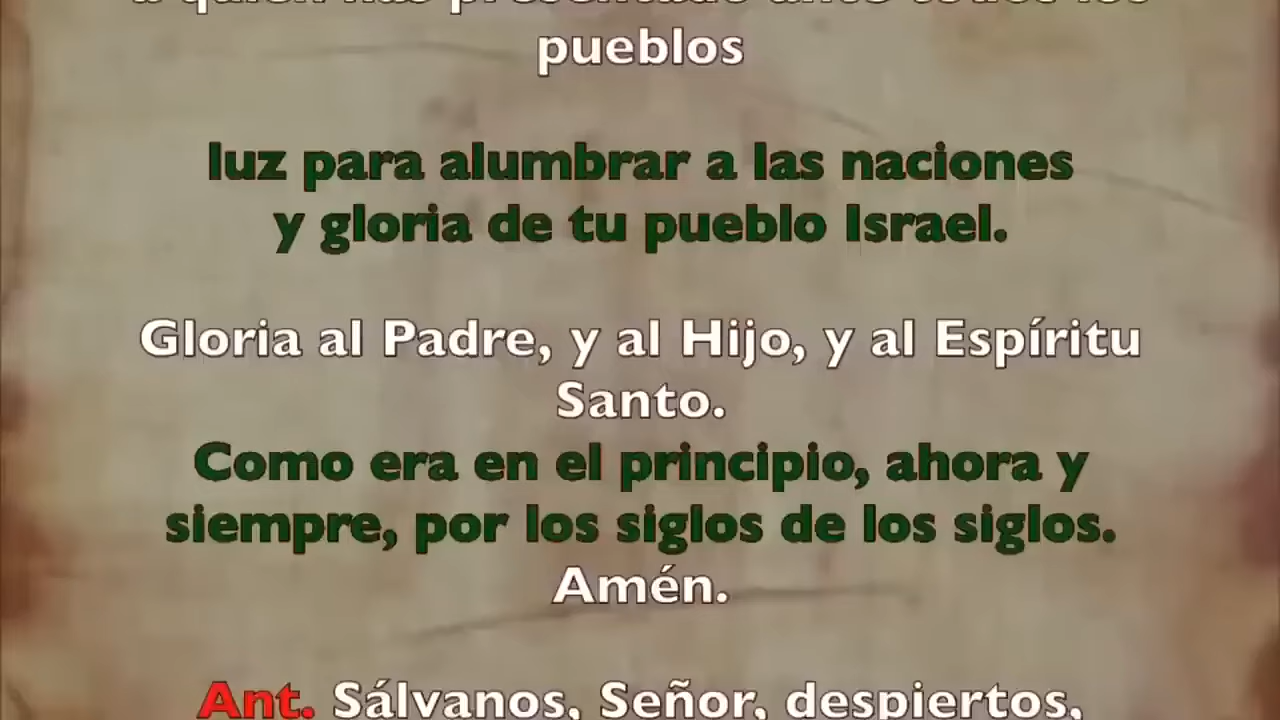 a quien has presentado ante todos los
pueblos
luz para alumbrar a las naciones
y gloria de tu pueblo Israel.
Gloria al Padre, y al Hijo, y al Espíritu
Santo.
Como era en el principio, ahora y
siempre, por los siglos de los siglos.
Amén.
Ant. Sálvanos, Señor, despiertos,